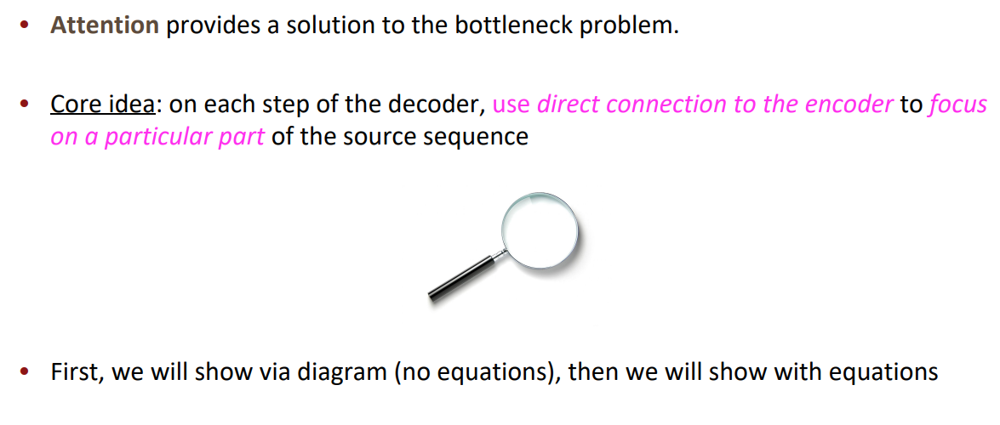 • Attention provides a solution to the bottleneck problem.
• Core idea: on each step of the decoder, use direct connection to the encoder to focus
on a particular part of the source sequence
• First, we will show via diagram (no equations), then we will show with equations